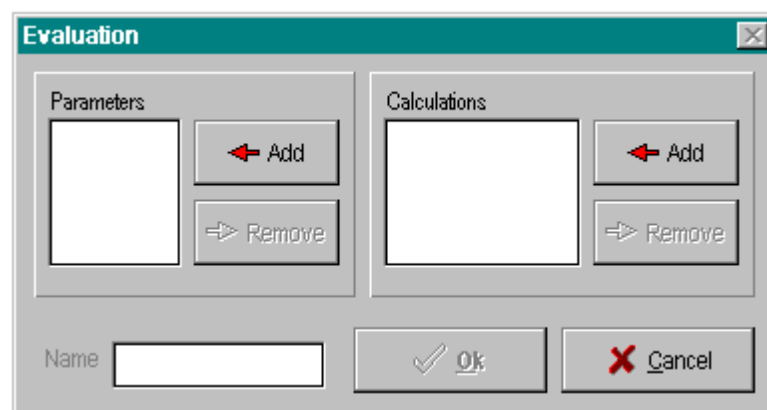 Evaluation
Parameters
Add
Remove
Calculations
Add
Remove
Name
Ok
Cancel